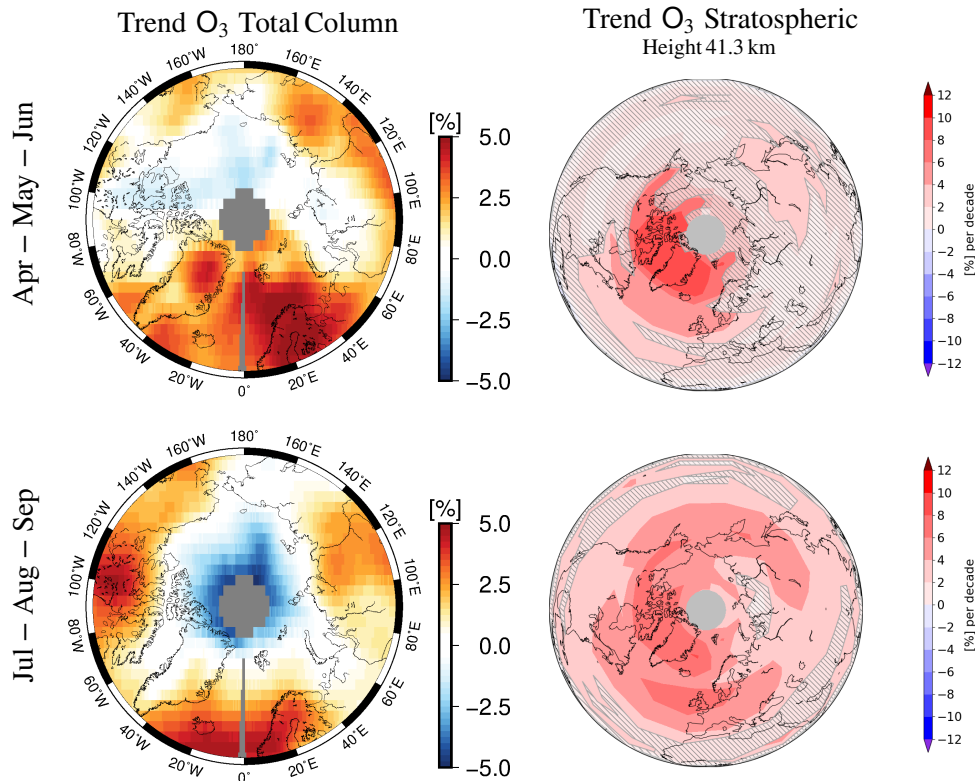 Trend O₃ Total Column
Trend O₃ Stratospheric
Height 41.3 km
Apr – May – Jun
180˚
160˚W
160˚E
140˚W
140˚E
120˚W
120˚E
100˚W
100˚E
80˚W
80˚E
60˚W
60˚E
40˚W
40˚E
20˚W
20˚E
0˚
[%]
5.0
2.5
0.0
−2.5
−5.0
12
10
8
6
4
2
0
−2
−4
−6
−8
−10
−12
[%] per decade
Jul – Aug – Sep
180˚
160˚W
160˚E
140˚W
140˚E
120˚W
120˚E
100˚W
100˚E
80˚W
80˚E
60˚W
60˚E
40˚W
40˚E
20˚W
20˚E
0˚
[%]
5.0
2.5
0.0
−2.5
−5.0
12
10
8
6
4
2
0
−2
−4
−6
−8
−10
−12
[%] per decade